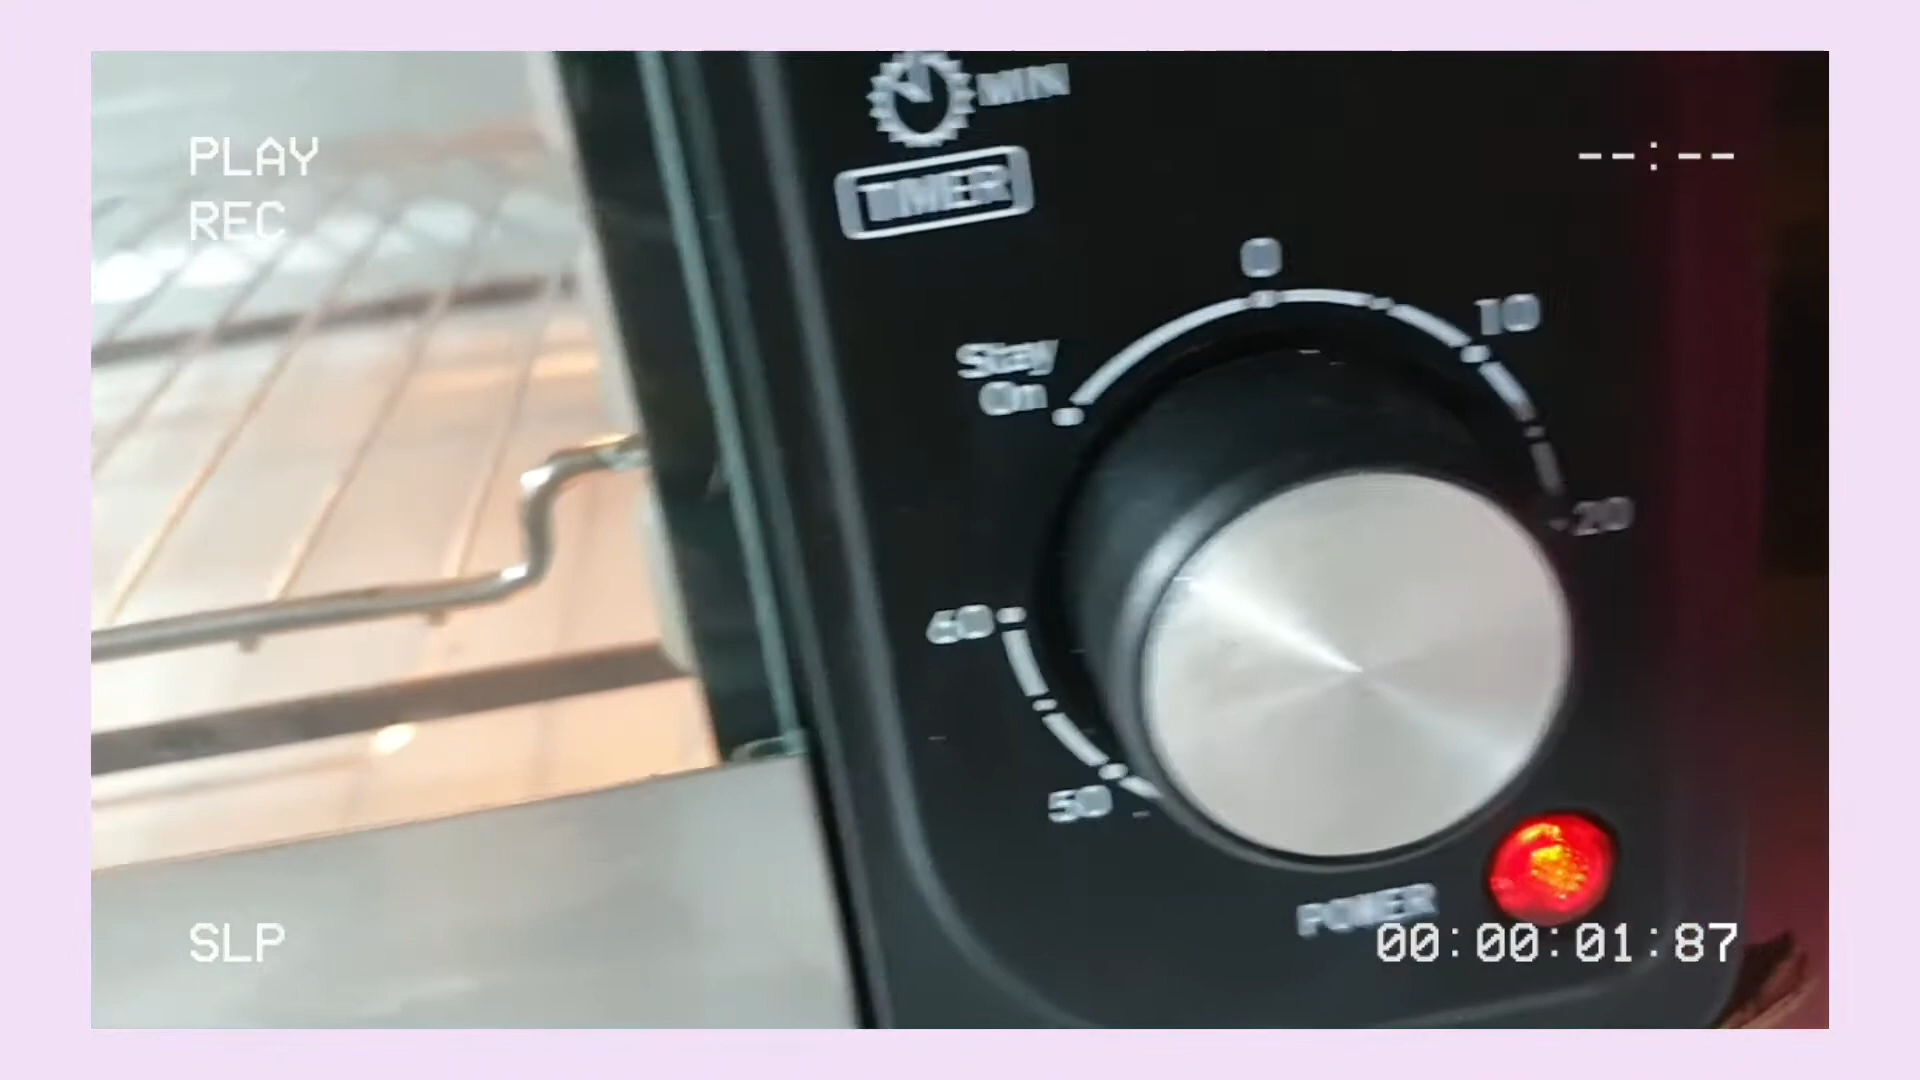 MIN
PLAY
--:--
TIMER
REC
0
10
Stay
On
20
60
50
POWER
SLP
00:00:01:87